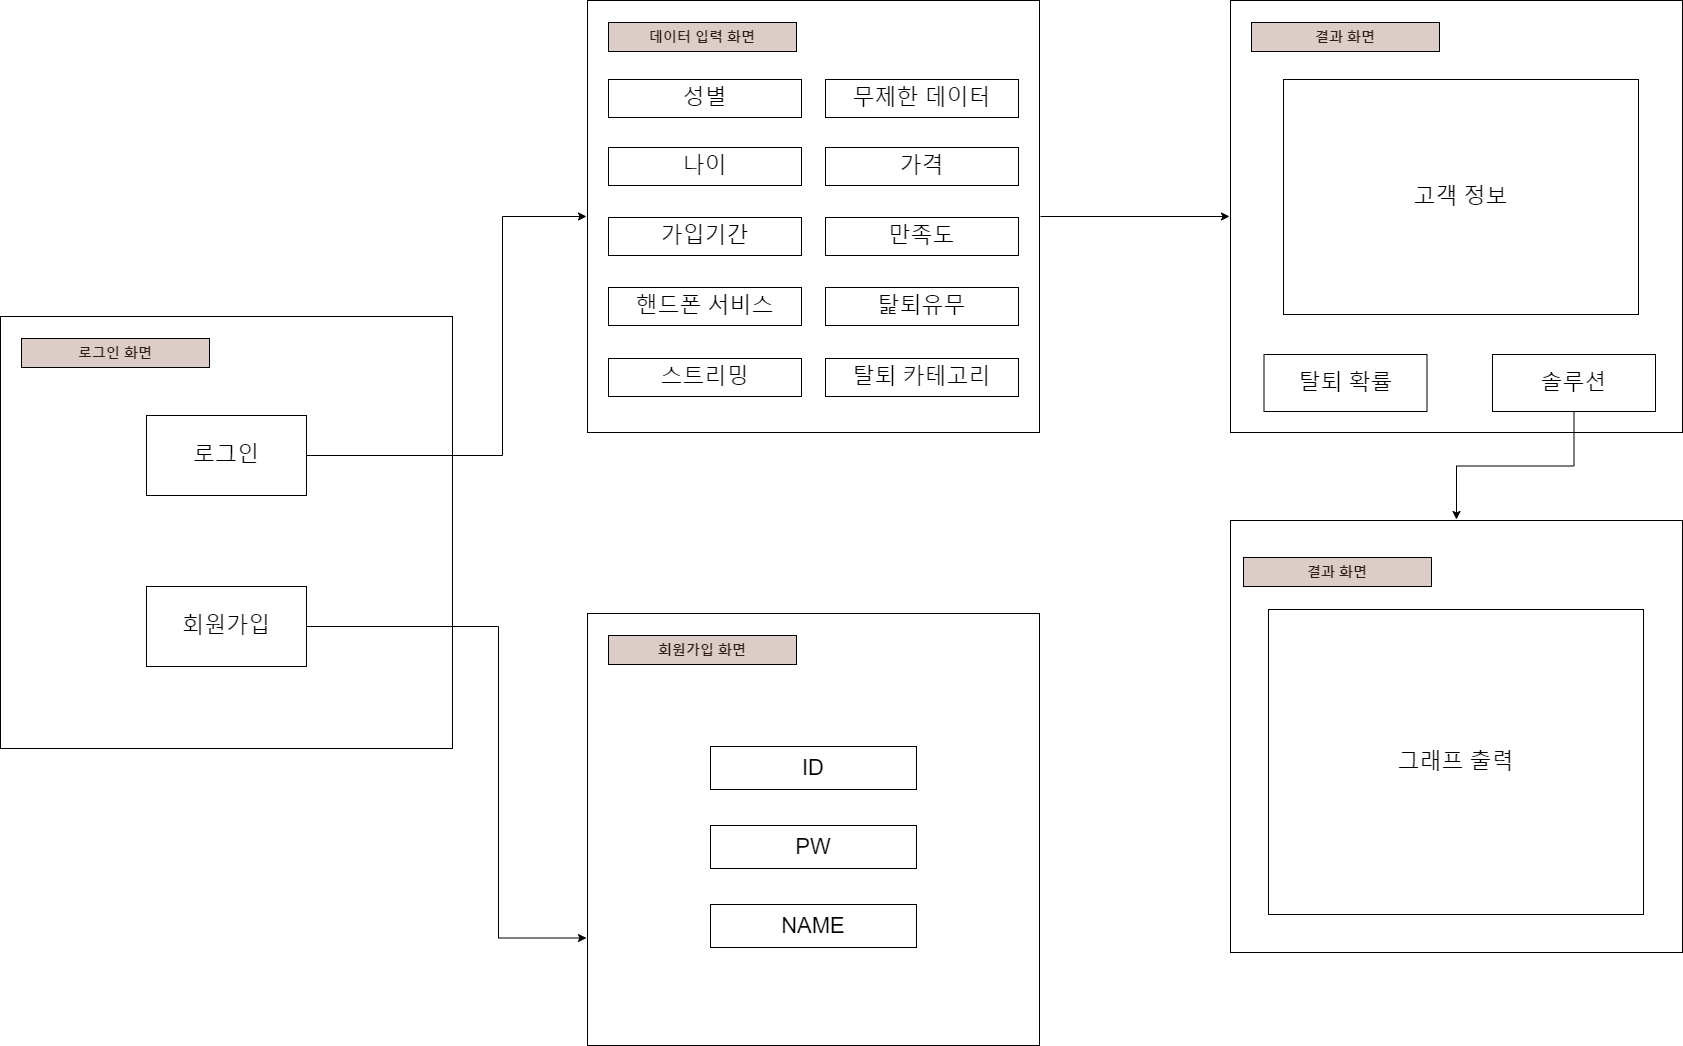 로그인 화면
로그인
회원가입
데이터 입력 화면
성별
무제한 데이터
나이
가격
가입기간
만족도
핸드폰 서비스
탈퇴유무
스트리밍
탈퇴 카테고리
회원가입 화면
ID
PW
NAME
결과 화면
고객 정보
탈퇴 확률
솔루션
결과 화면
그래프 출력